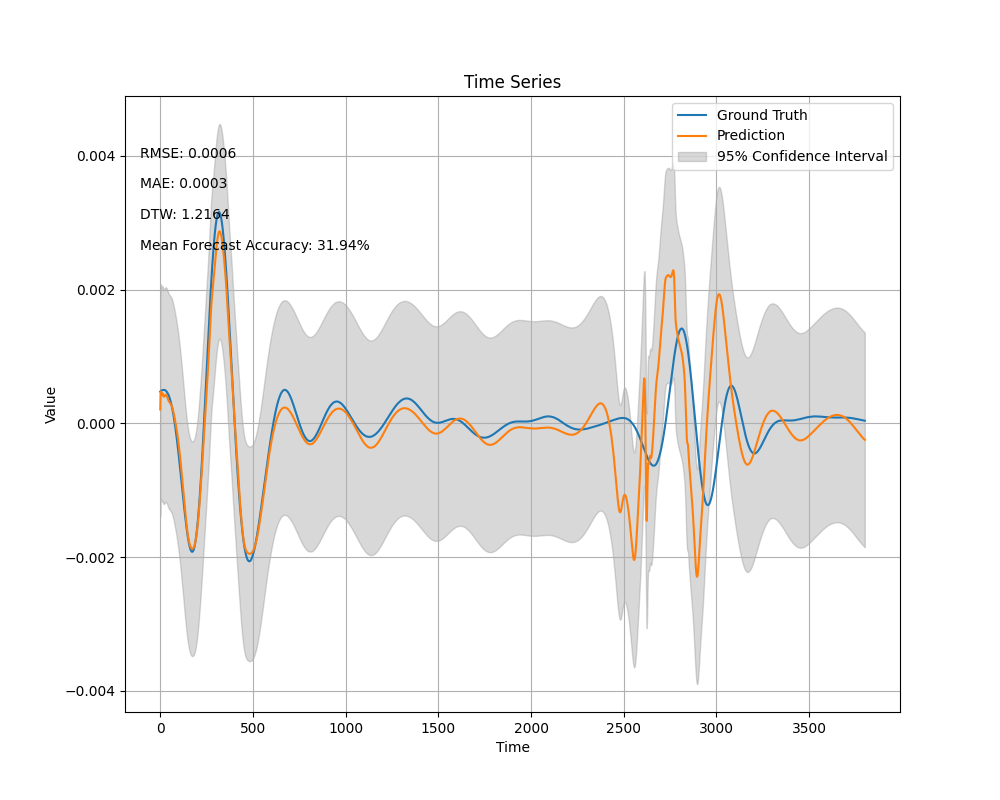 Time Series
Ground Truth
Prediction
95% Confidence Interval
RMSE: 0.0006
MAE: 0.0003
DTW: 1.2164
Mean Forecast Accuracy: 31.94%
0.004
0.002
0.000
−0.002
−0.004
Value
0 500 1000 1500 2000 2500 3000 3500
Time